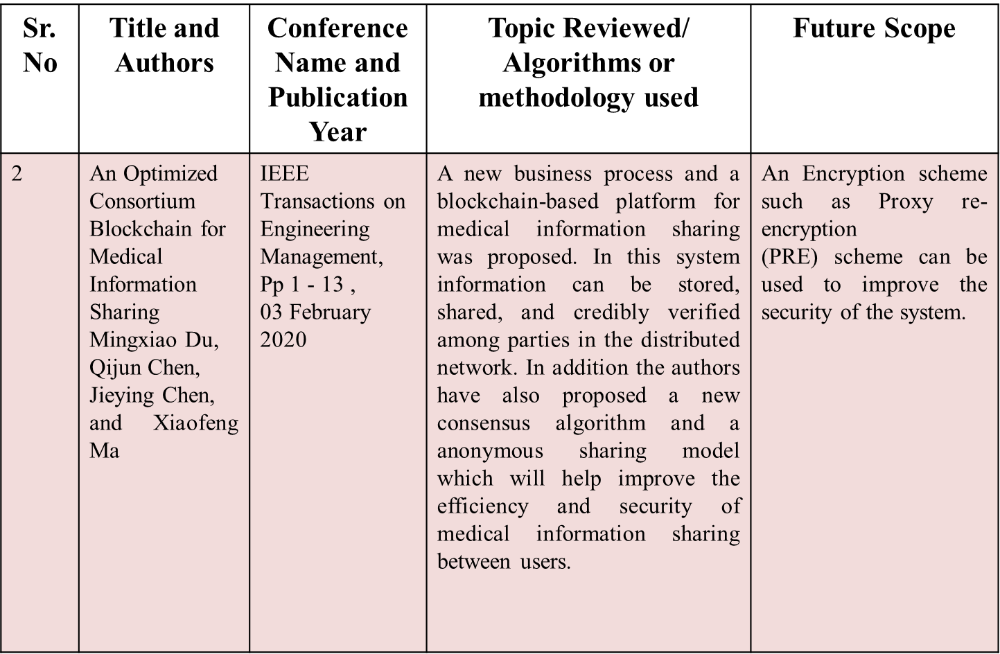 Sr.
No
Title and
Authors
Conference
Name and
Publication
Year
Topic Reviewed/
Algorithms or
methodology used
Future Scope
2
An Optimized
Consortium
Blockchain for
Medical
Information
Sharing
Mingxiao Du,
Qijun Chen,
Jieying Chen,
and Xiaofeng
Ma
IEEE
Transactions on
Engineering
Management,
Pp 1 - 13 ,
03 February
2020
A new business process and a
blockchain-based platform for
medical information sharing
was proposed. In this system
information can be stored,
shared, and credibly verified
among parties in the distributed
network. In addition the authors
have also proposed a new
consensus algorithm and a
anonymous sharing model
which will help improve the
efficiency and security of
medical information sharing
between users.
An Encryption scheme
such as Proxy re-
encryption
(PRE) scheme can be
used to improve the
security of the system.